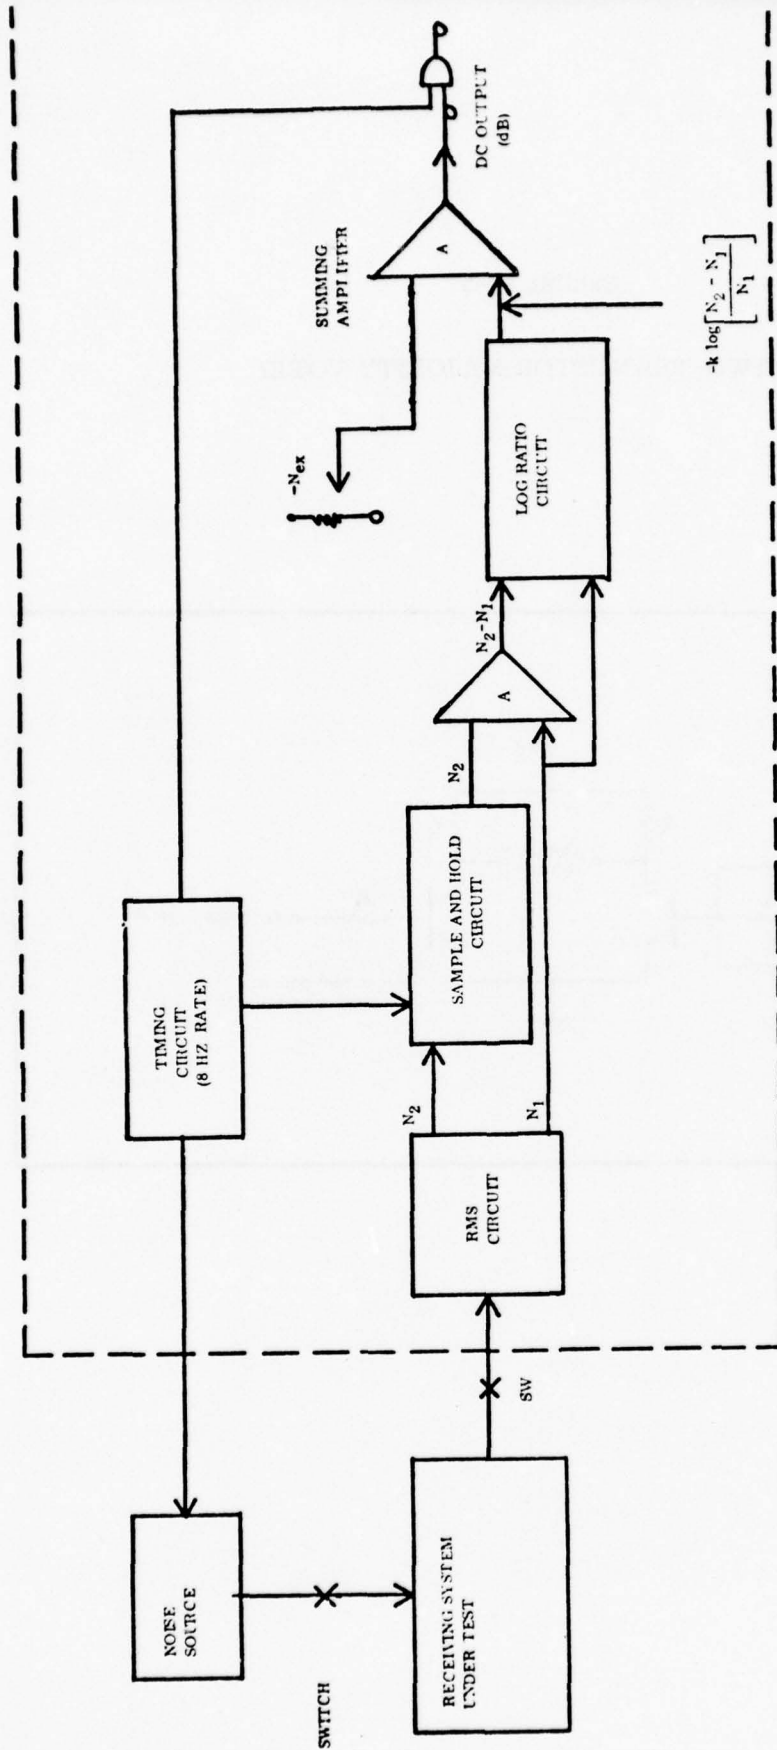 NOISE
SOURCE
SWITCH
RECEIVING SYSTEM
UNDER TEST
SW
TIMING
CIRCUIT
(8 HZ RATE)
RMS
CIRCUIT
N2
N1
SAMPLE AND HOLD
CIRCUIT
N2
A
N2-N1
LOG RATIO
CIRCUIT
-Nex
SUMMING
AMPLIFIER
A
DC OUTPUT
(dB)
-k log[N2 - N1 / N1]